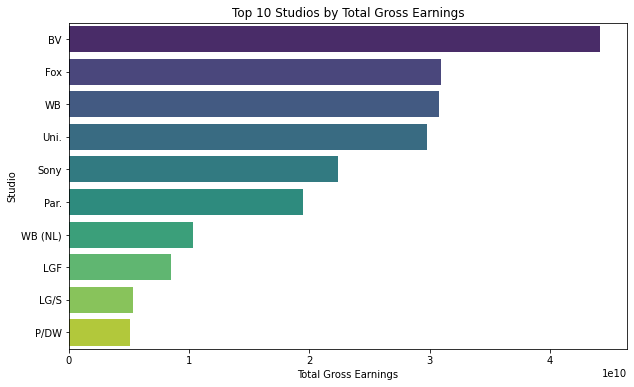 Top 10 Studios by Total Gross Earnings
BV
Fox
WB
Uni.
Sony
Par.
WB (NL)
LGF
LG/S
P/DW
Studio
0 1 2 3 4
1e10
Total Gross Earnings